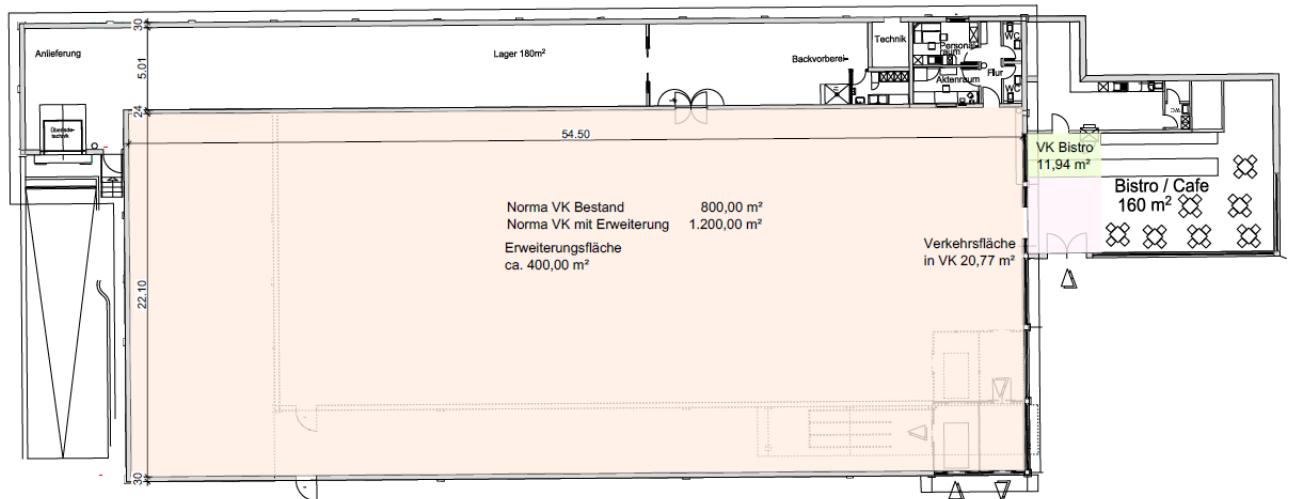 Anlieferung
30
5.01
24
Lager 180m²
Backvorberei-
Technik
Personal-
raum
WC
Flur
Aktenraum
WC
WC
54.50
VK Bistro
11,94 m²
Bistro / Cafe
160 m²
Norma VK Bestand 800,00 m²
Norma VK mit Erweiterung 1.200,00 m²
Erweiterungsfläche
ca. 400,00 m²
Verkehrsfläche
in VK 20,77 m²
22.10
30